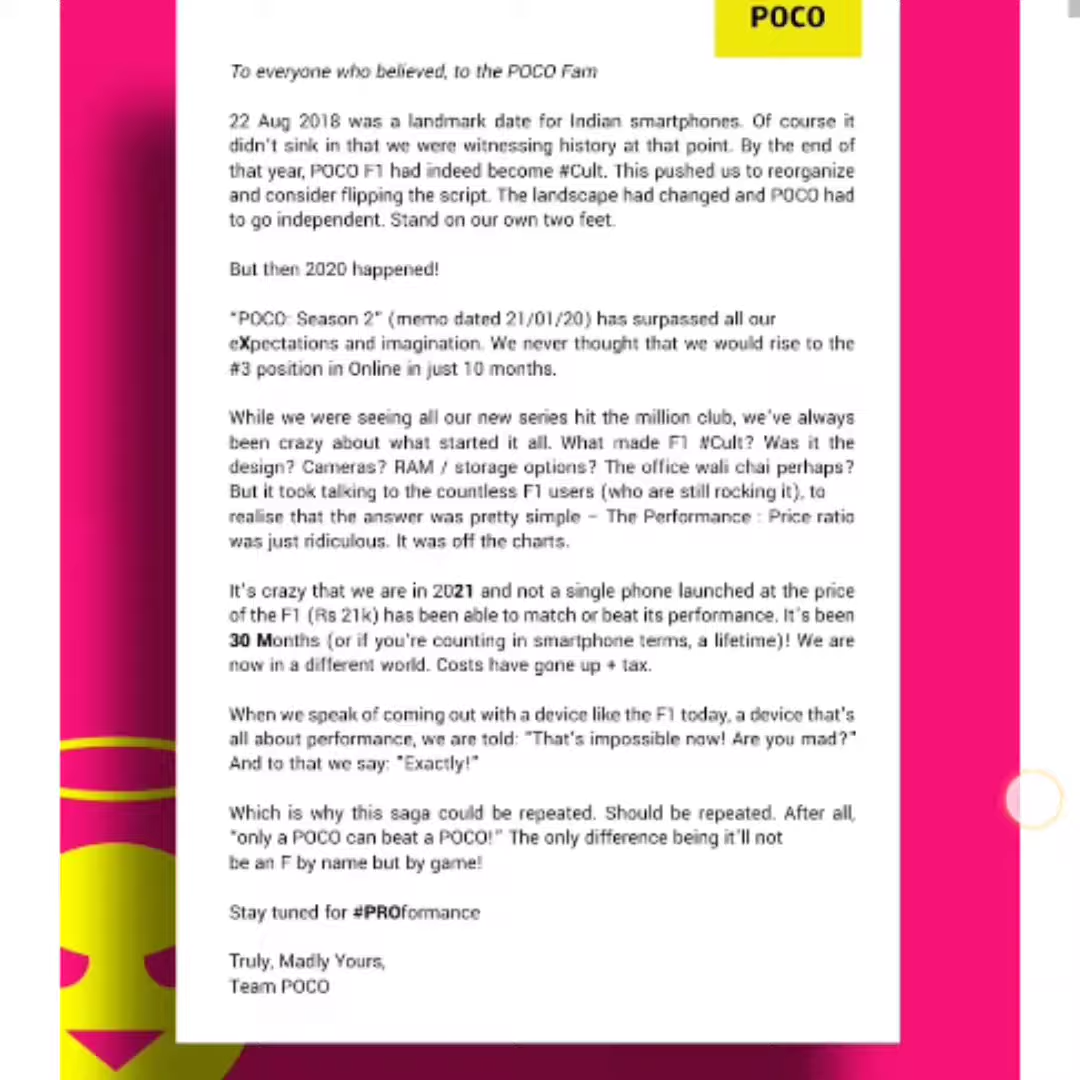 POCO
To everyone who believed, to the POCO Fam
22 Aug 2018 was a landmark date for Indian smartphones. Of course it
didn't sink in that we were witnessing history at that point. By the end of
that year, POCO F1 had indeed become #Cult. This pushed us to reorganize
and consider flipping the script. The landscape had changed and POCO had
to go independent. Stand on our own two feet.
But then 2020 happened!
"POCO: Season 2" (memo dated 21/01/20) has surpassed all our
eXpectations and imagination. We never thought that we would rise to the
#3 position in Online in just 10 months.
While we were seeing all our new series hit the million club, we've always
been crazy about what started it all. What made F1 #Cult? Was it the
design? Cameras? RAM / storage options? The office wali chai perhaps?
But it took talking to the countless F1 users (who are still rocking it), to
realise that the answer was pretty simple – The Performance : Price ratio
was just ridiculous. It was off the charts.
It's crazy that we are in 2021 and not a single phone launched at the price
of the F1 (Rs 21k) has been able to match or beat its performance. It's been
30 Months (or if you're counting in smartphone terms, a lifetime)! We are
now in a different world. Costs have gone up + tax.
When we speak of coming out with a device like the F1 today, a device that's
all about performance, we are told: "That's impossible now! Are you mad?"
And to that we say: "Exactly!"
Which is why this saga could be repeated. Should be repeated. After all,
"only a POCO can beat a POCO!" The only difference being it'll not
be an F by name but by game!
Stay tuned for #PROformance
Truly, Madly Yours,
Team POCO